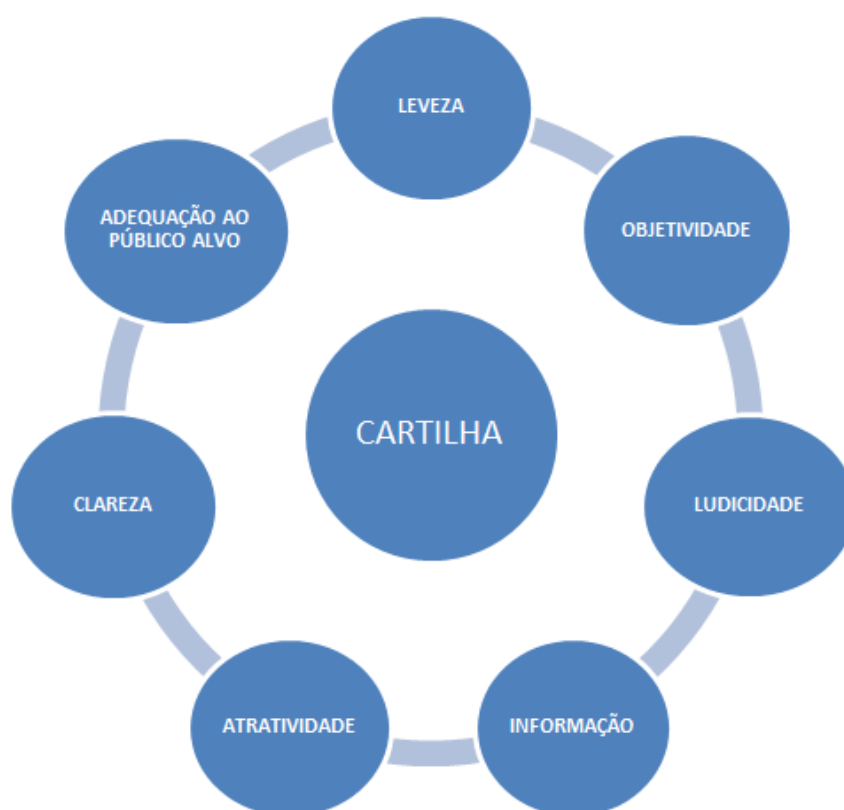 LEVEZA
OBJETIVIDADE
LUDICIDADE
INFORMAÇÃO
ATRATIVIDADE
CLAREZA
ADEQUAÇÃO AO
PÚBLICO ALVO
CARTILHA